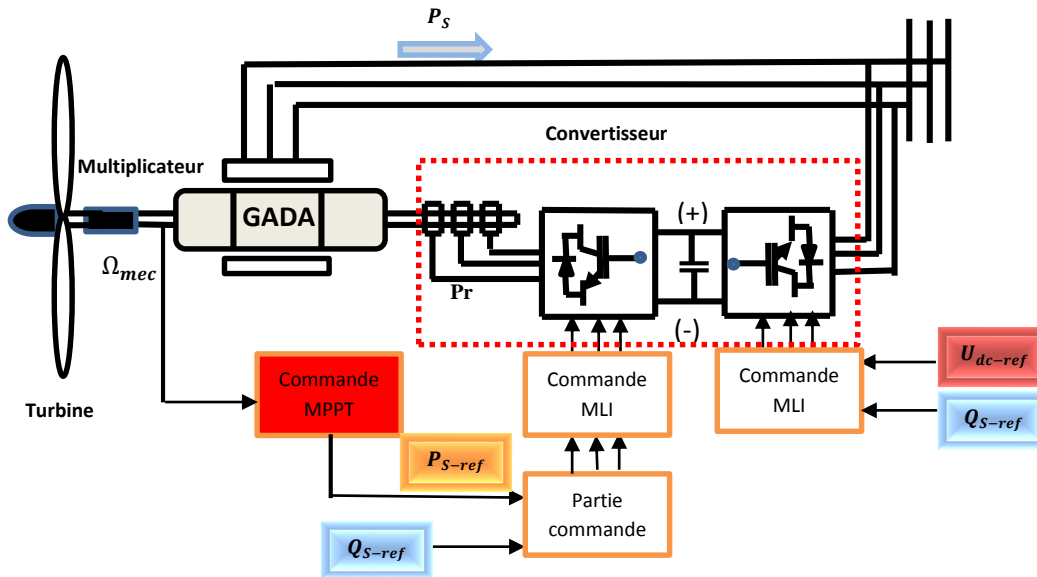 P_S
Convertisseur
Multiplicateur
GADA
(+)
Ω_mec
Pr
(-)
Turbine
Commande
MPPT
Commande
MLI
Commande
MLI
U_dc-ref
Q_S-ref
P_S-ref
Partie
commande
Q_S-ref